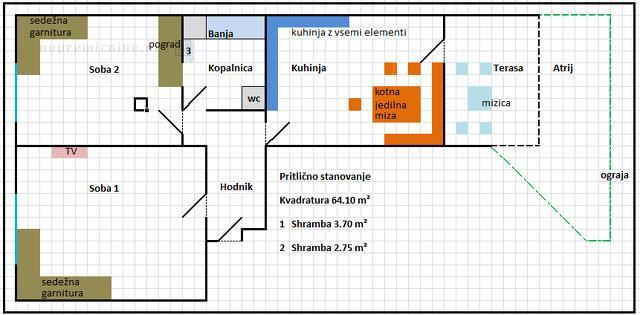 sedežna
garnitura
nepremicnine.
pograd
Soba 2
Banja
3
Kopalnica
wc
kuhinja z vsemi elementi
Kuhinja
kotna
jedilna
miza
Terasa
mizica
Atrij
ograja
TV
Soba 1
Hodnik
sedežna
garnitura
Pritlično stanovanje
Kvadratura 64.10 m²
1 Shramba 3.70 m²
2 Shramba 2.75 m²